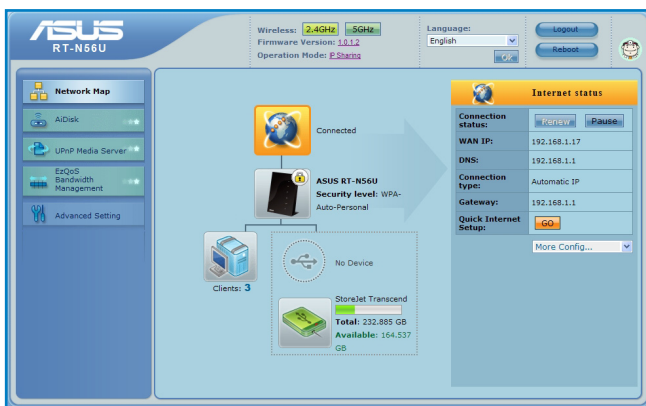 ASUS
RT-N56U
Wireless: 2.4GHz 5GHz
Firmware Version: 1.0.1.2
Operation Mode: IP Sharing
Language:
English
OK
Logout
Reboot
Network Map
AiDisk
UPnP Media Server
EzQoS
Bandwidth
Management
Advanced Setting
Connected
ASUS RT-N56U
Security level: WPA-
Auto-Personal
Clients: 3
No Device
StoreJet Transcend
Total: 232.885 GB
Available: 164.537
GB
Internet status
Connection
status: Renew Pause
WAN IP: 192.168.1.17
DNS: 192.168.1.1
Connection
type: Automatic IP
Gateway: 192.168.1.1
Quick Internet
Setup: GO
More Config...